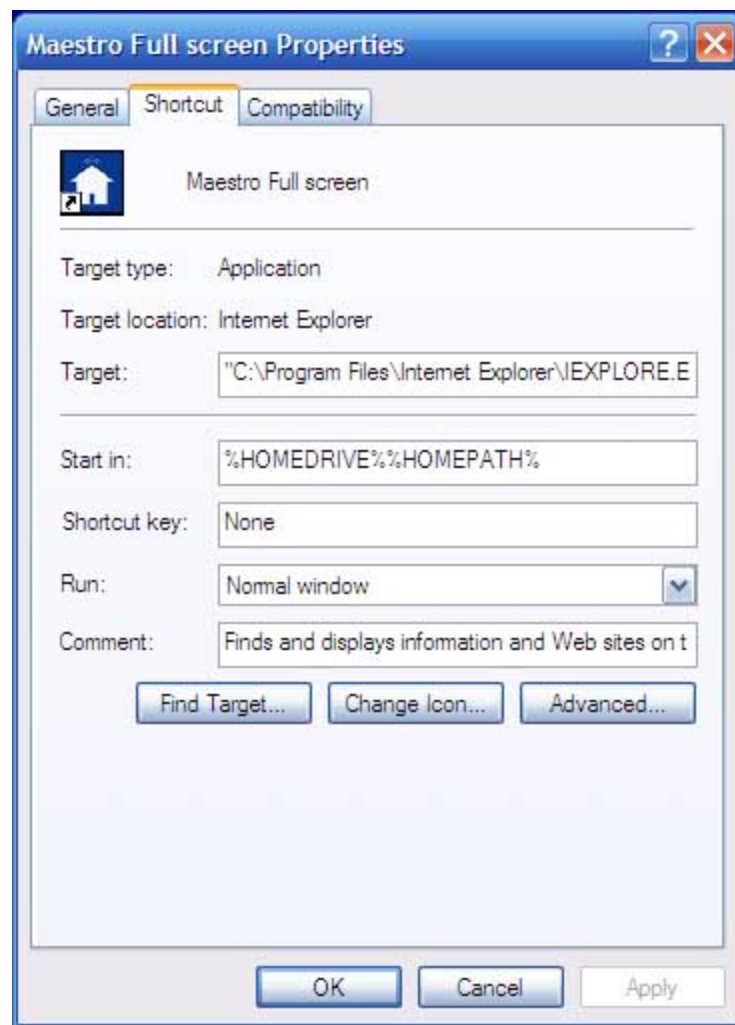 Maestro Full screen Properties
General Shortcut Compatibility
Maestro Full screen
Target type: Application
Target location: Internet Explorer
Target: "C:\Program Files\Internet Explorer\IEXPLORE.E
Start in: %HOMEDRIVE%%HOMEPATH%
Shortcut key: None
Run: Normal window
Comment: Finds and displays information and Web sites on t
Find Target... Change Icon... Advanced...
OK Cancel Apply